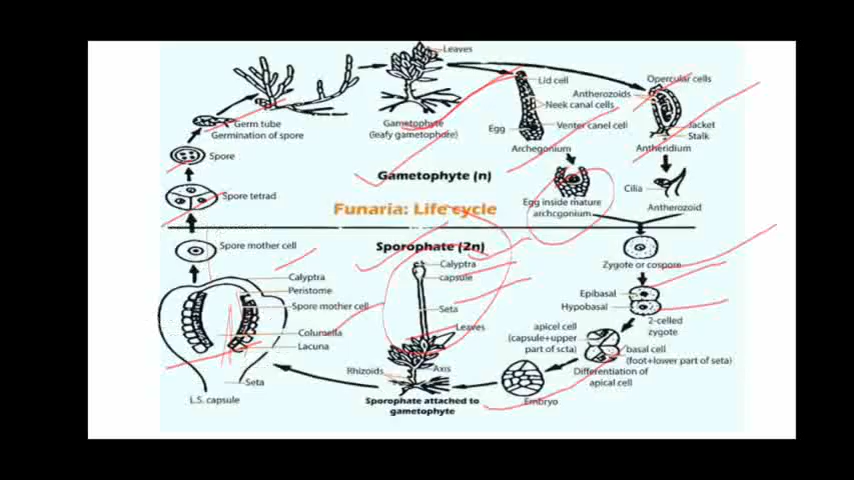 Leaves
Lid cell
Opercular cells
Antherozoids
Neek canal cells
Germ tube
Germination of spore
Gametophyte
(leafy gametophore)
Egg
Venter canel cell
Jacket
Stalk
Archegonium
Antheridium
Spore
Gametophyte (n)
Cilia
Spore tetrad
Egg inside mature
archcgonium
Antherozoid
Funaria: Life cycle
Spore mother cell
Sporophate (2n)
Calyptra
Zygote or cospore
Calyptra
capsule
Peristome
Epibasal
Spore mother cell
Seta
Hypobasal
2-celled
zygote
Leaves
apicel cell
(capsule+upper
part of scta)
Columella
Lacuna
basal cell
(foot+lower part of seta)
Rhizoids
Axis
Differentiation of
apical cell
Seta
L.S. capsule
Embryo
Sporophate attached to
gametophyte